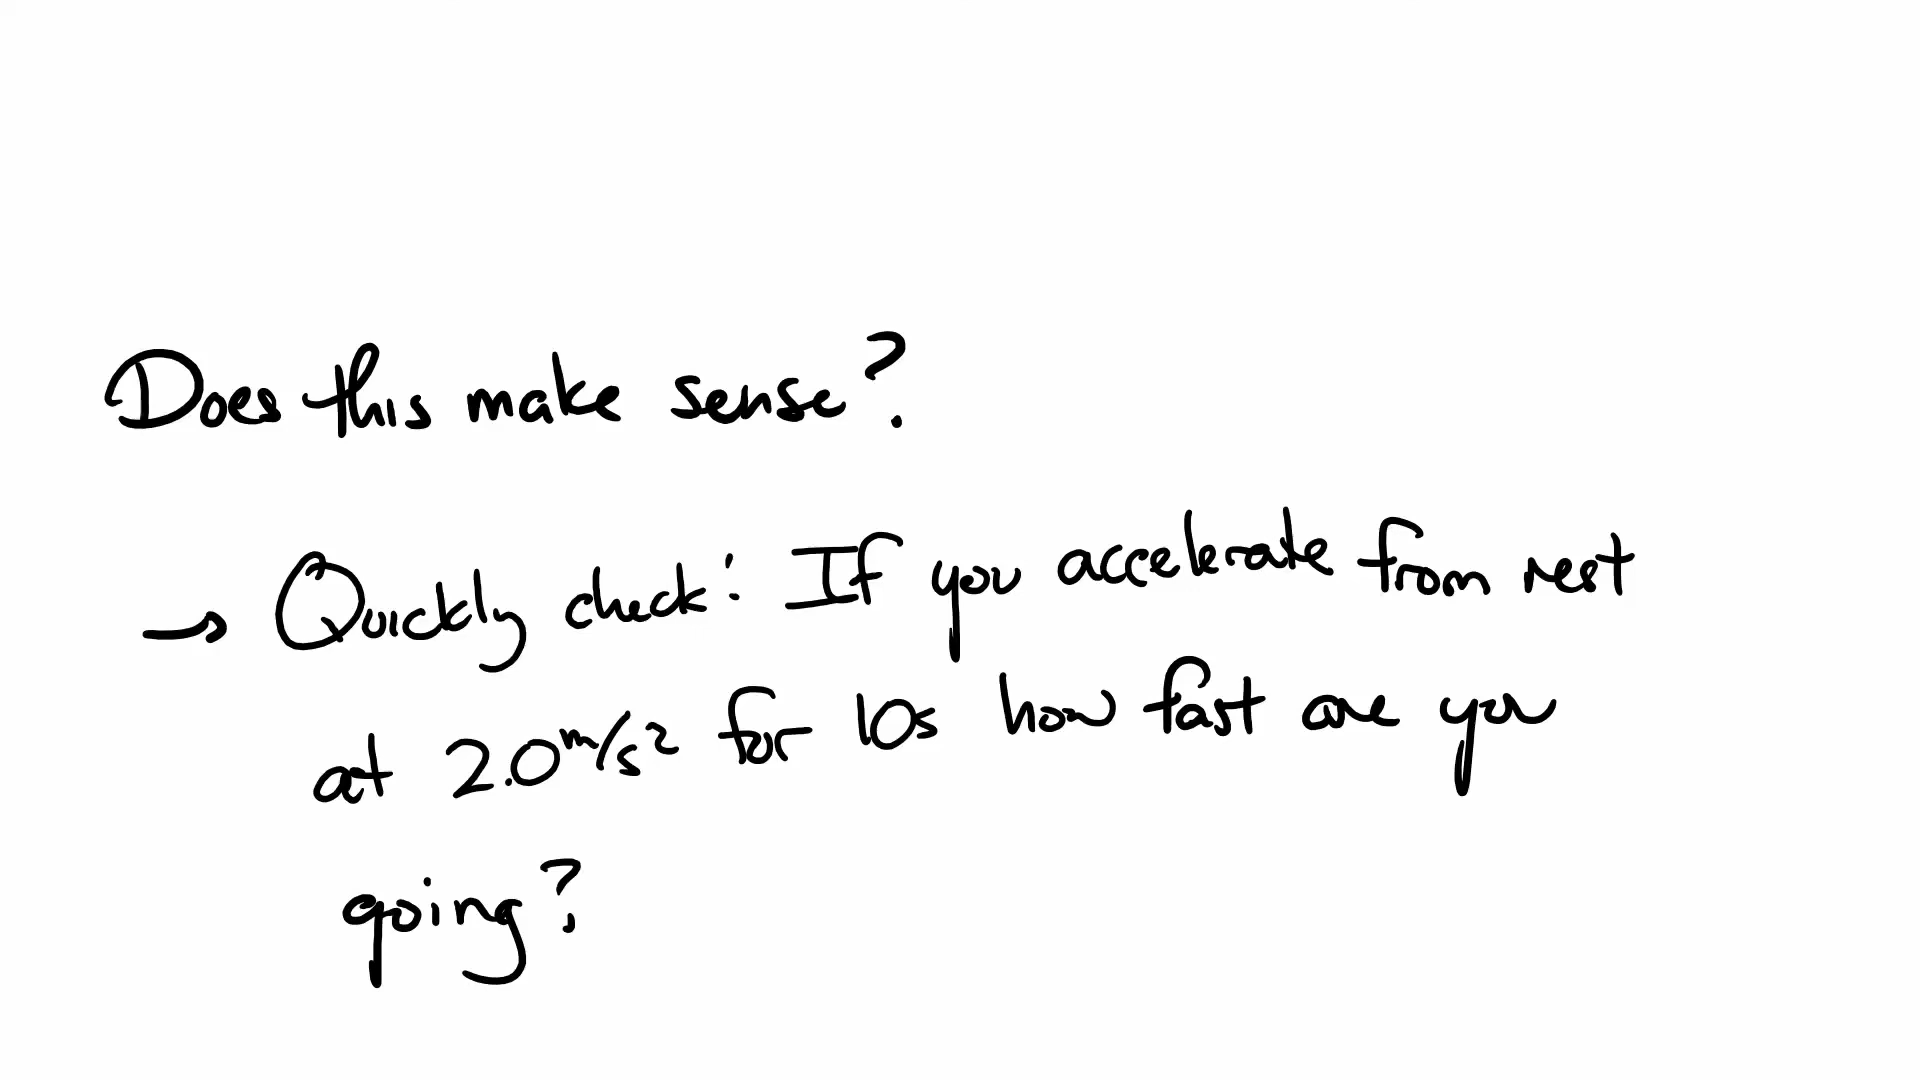 Does this make sense?
→ Quickly check: If you accelerate from rest
at 2.0 m/s² for 10s how fast are you
going?